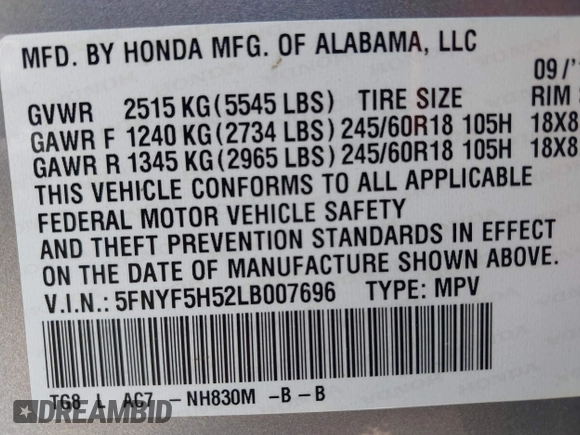 MFD. BY HONDA MFG. OF ALABAMA, LLC
09/'
GVWR 2515 KG (5545 LBS) TIRE SIZE RIM
GAWR F 1240 KG (2734 LBS) 245/60R18 105H 18X8
GAWR R 1345 KG (2965 LBS) 245/60R18 105H 18X8
THIS VEHICLE CONFORMS TO ALL APPLICABLE
FEDERAL MOTOR VEHICLE SAFETY
AND THEFT PREVENTION STANDARDS IN EFFECT
ON THE DATE OF MANUFACTURE SHOWN ABOVE.
V.I.N.: 5FNYF5H52LB007696 TYPE: MPV
TG8 L AC7 - NH830M - B - B
DREAMBID